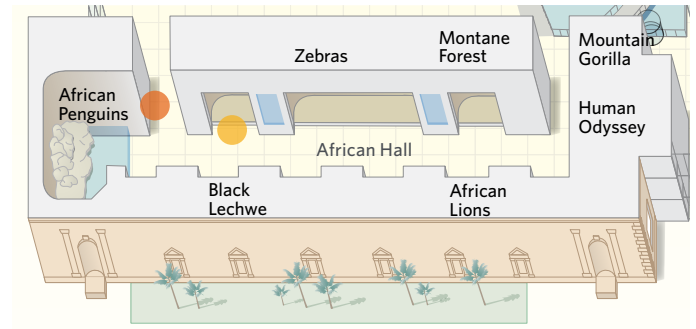 Zebras
Montane
Forest
Mountain
Gorilla
African
Penguins
Human
Odyssey
African Hall
Black
Lechwe
African
Lions